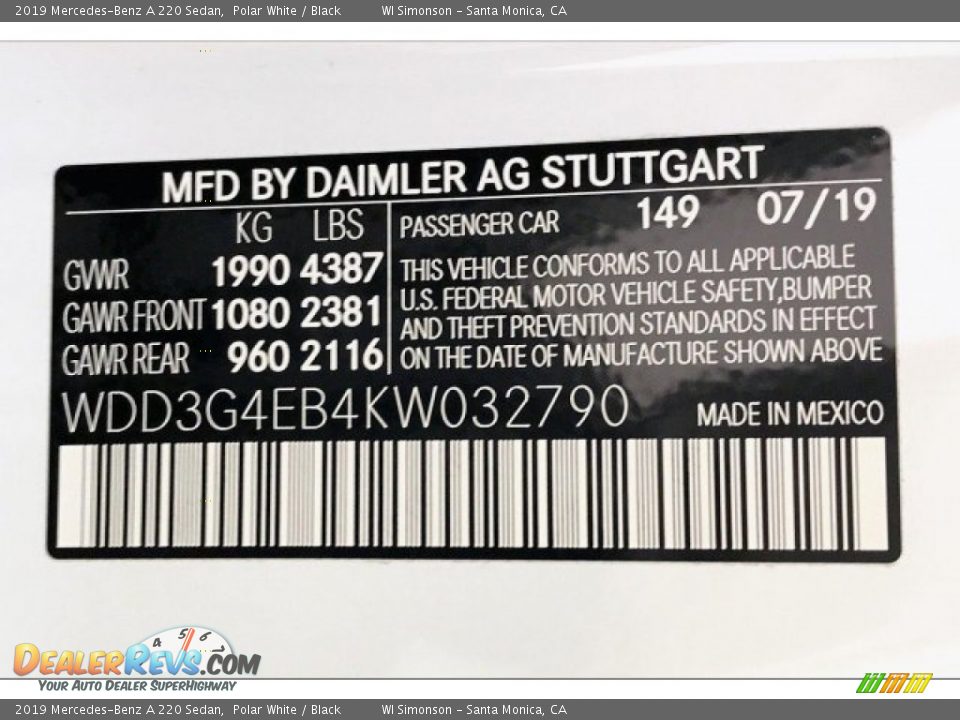 2019 Mercedes-Benz A 220 Sedan, Polar White / Black WI Simonson - Santa Monica, CA
MFD BY DAIMLER AG STUTTGART
KG LBS
GVWR 1990 4387
GAWR FRONT 1080 2381
GAWR REAR 960 2116
PASSENGER CAR 149 07/19
THIS VEHICLE CONFORMS TO ALL APPLICABLE
U.S. FEDERAL MOTOR VEHICLE SAFETY,BUMPER
AND THEFT PREVENTION STANDARDS IN EFFECT
ON THE DATE OF MANUFACTURE SHOWN ABOVE
WDD3G4EB4KW032790 MADE IN MEXICO
4 5 6 7
DEALERREVS.COM
YOUR AUTO DEALER SUPERHIGHWAY
2019 Mercedes-Benz A 220 Sedan, Polar White / Black WI Simonson - Santa Monica, CA